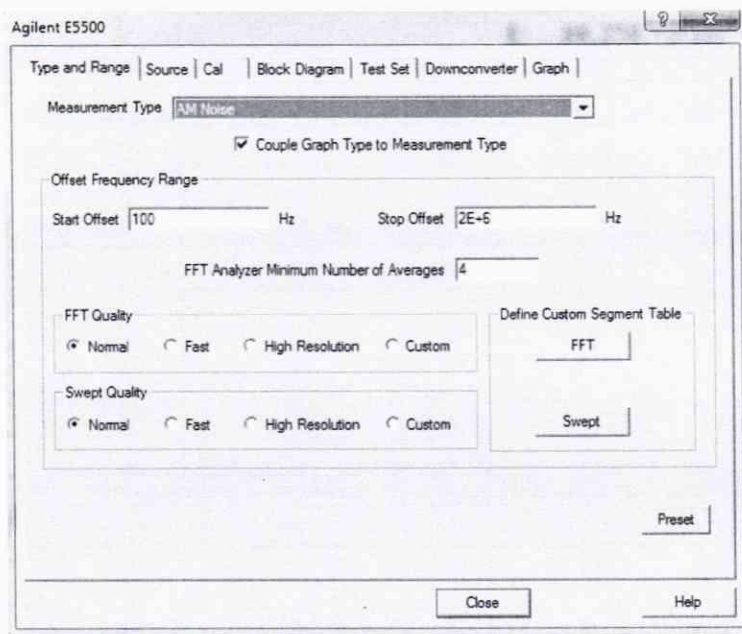 Agilent E5500
Type and Range Source Cal Block Diagram Test Set Downconverter Graph
Measurement Type AM Noise
Couple Graph Type to Measurement Type
Offset Frequency Range
Start Offset 100 Hz Stop Offset 2E+6 Hz
FFT Analyzer Minimum Number of Averages 4
FFT Quality
Normal Fast High Resolution Custom
Define Custom Segment Table
FFT
Swept Quality
Normal Fast High Resolution Custom
Swept
Preset
Close Help